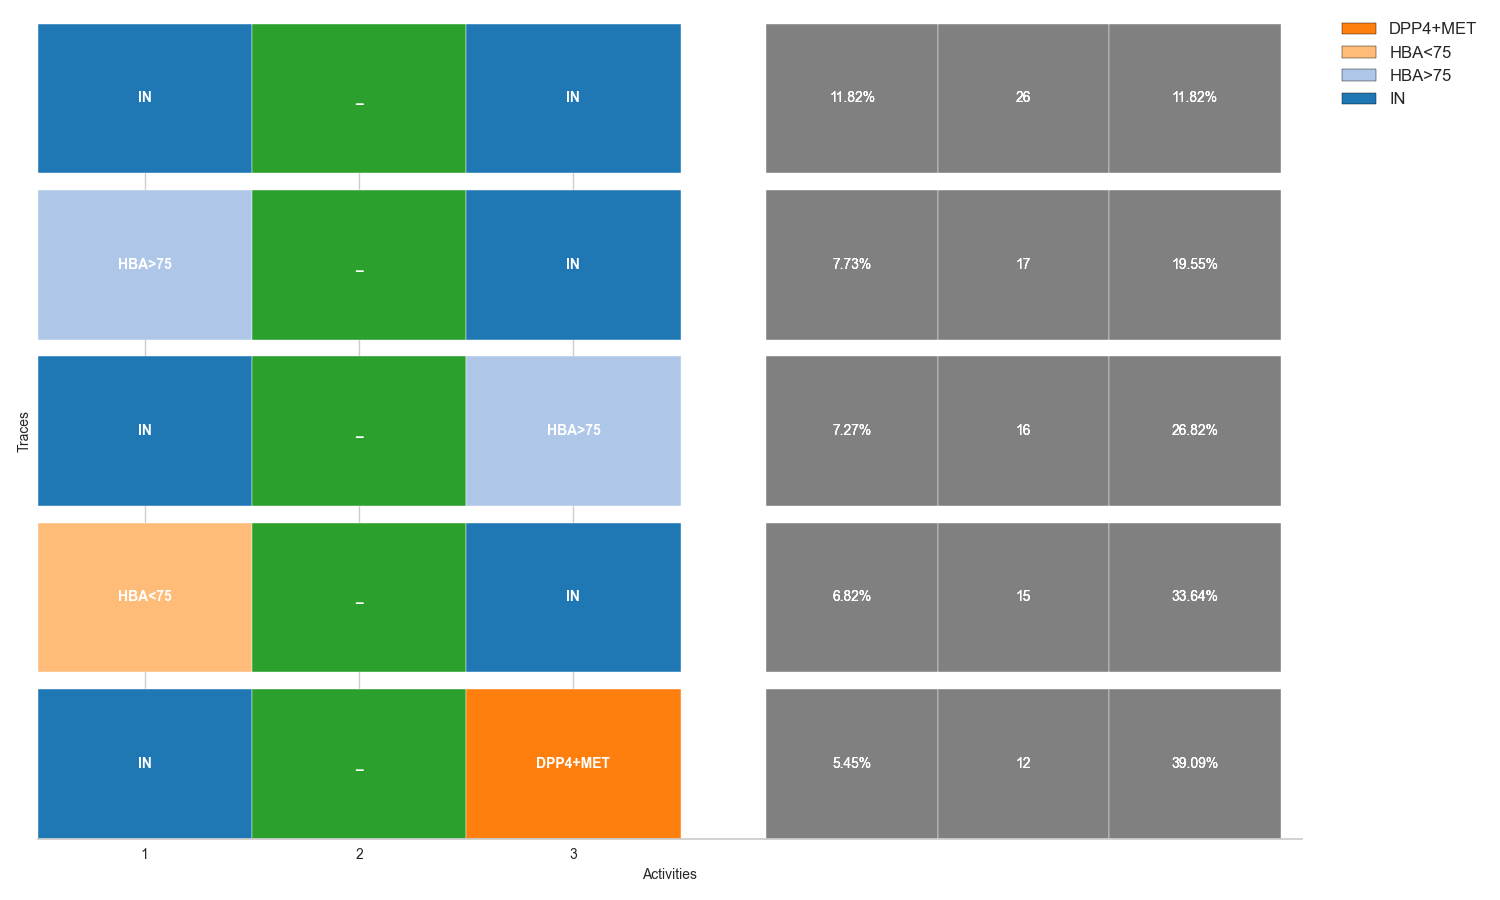 IN _ IN 11.82% 26 11.82%
HBA>75 _ IN 7.73% 17 19.55%
IN _ HBA>75 7.27% 16 26.82%
HBA<75 _ IN 6.82% 15 33.64%
IN _ DPP4+MET 5.45% 12 39.09%
1 2 3
Activities
Traces
DPP4+MET
HBA<75
HBA>75
IN